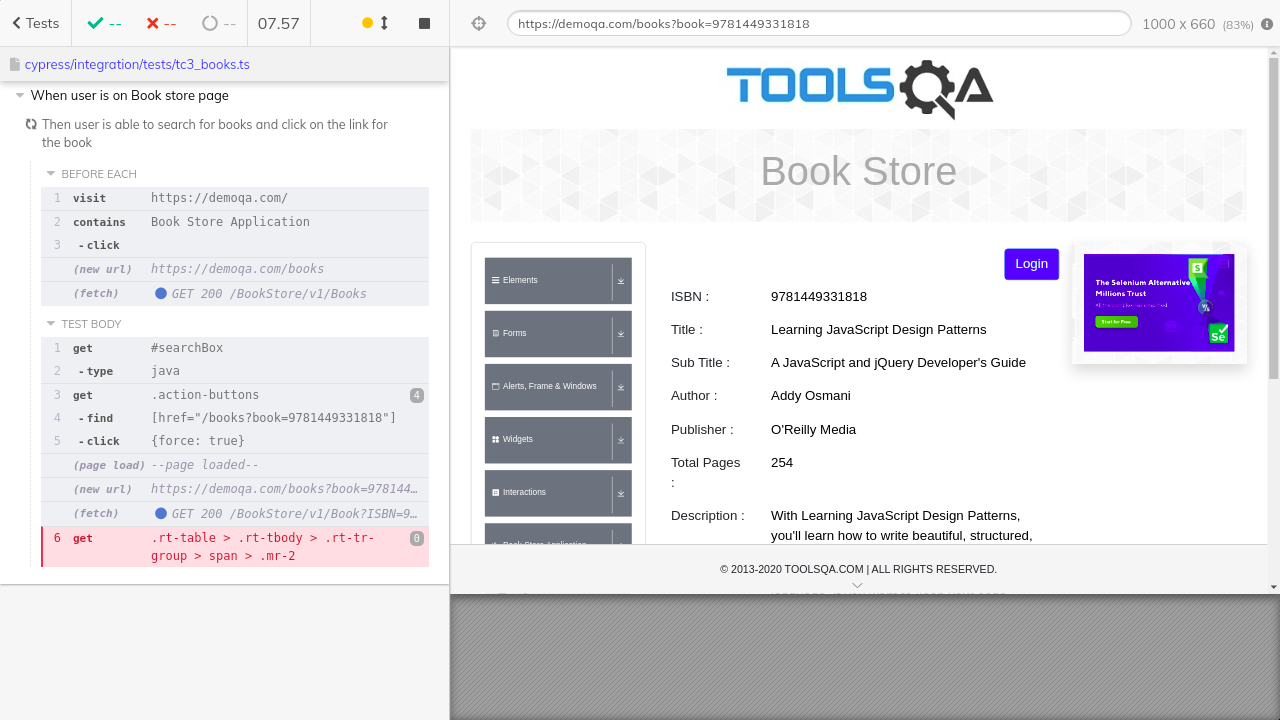 Tests
--
--
--
07.57
https://demoqa.com/books?book=9781449331818
1000 x 660 (83%)
cypress/integration/tests/tc3_books.ts
When user is on Book store page
Then user is able to search for books and click on the link for
the book
BEFORE EACH
1 visit https://demoqa.com/
2 contains Book Store Application
3 -click
(new url) https://demoqa.com/books
(fetch) GET 200 /BookStore/v1/Books
TEST BODY
1 get #searchBox
2 -type java
3 get .action-buttons 4
4 -find [href="/books?book=9781449331818"]
5 -click {force: true}
(page load) --page loaded--
(new url) https://demoqa.com/books?book=978144…
(fetch) GET 200 /BookStore/v1/Book?ISBN=9…
6 get .rt-table > .rt-tbody > .rt-tr- 0
group > span > .mr-2
TOOLSQA
Book Store
Elements
Forms
Alerts, Frame & Windows
Widgets
Interactions
Login
ISBN : 9781449331818
Title : Learning JavaScript Design Patterns
Sub Title : A JavaScript and jQuery Developer's Guide
Author : Addy Osmani
Publisher : O'Reilly Media
Total Pages 254
:
Description : With Learning JavaScript Design Patterns,
you'll learn how to write beautiful, structured,
The Selenium Alternative
Millions Trust
Start for Free
S
Se
© 2013-2020 TOOLSQA.COM | ALL RIGHTS RESERVED.